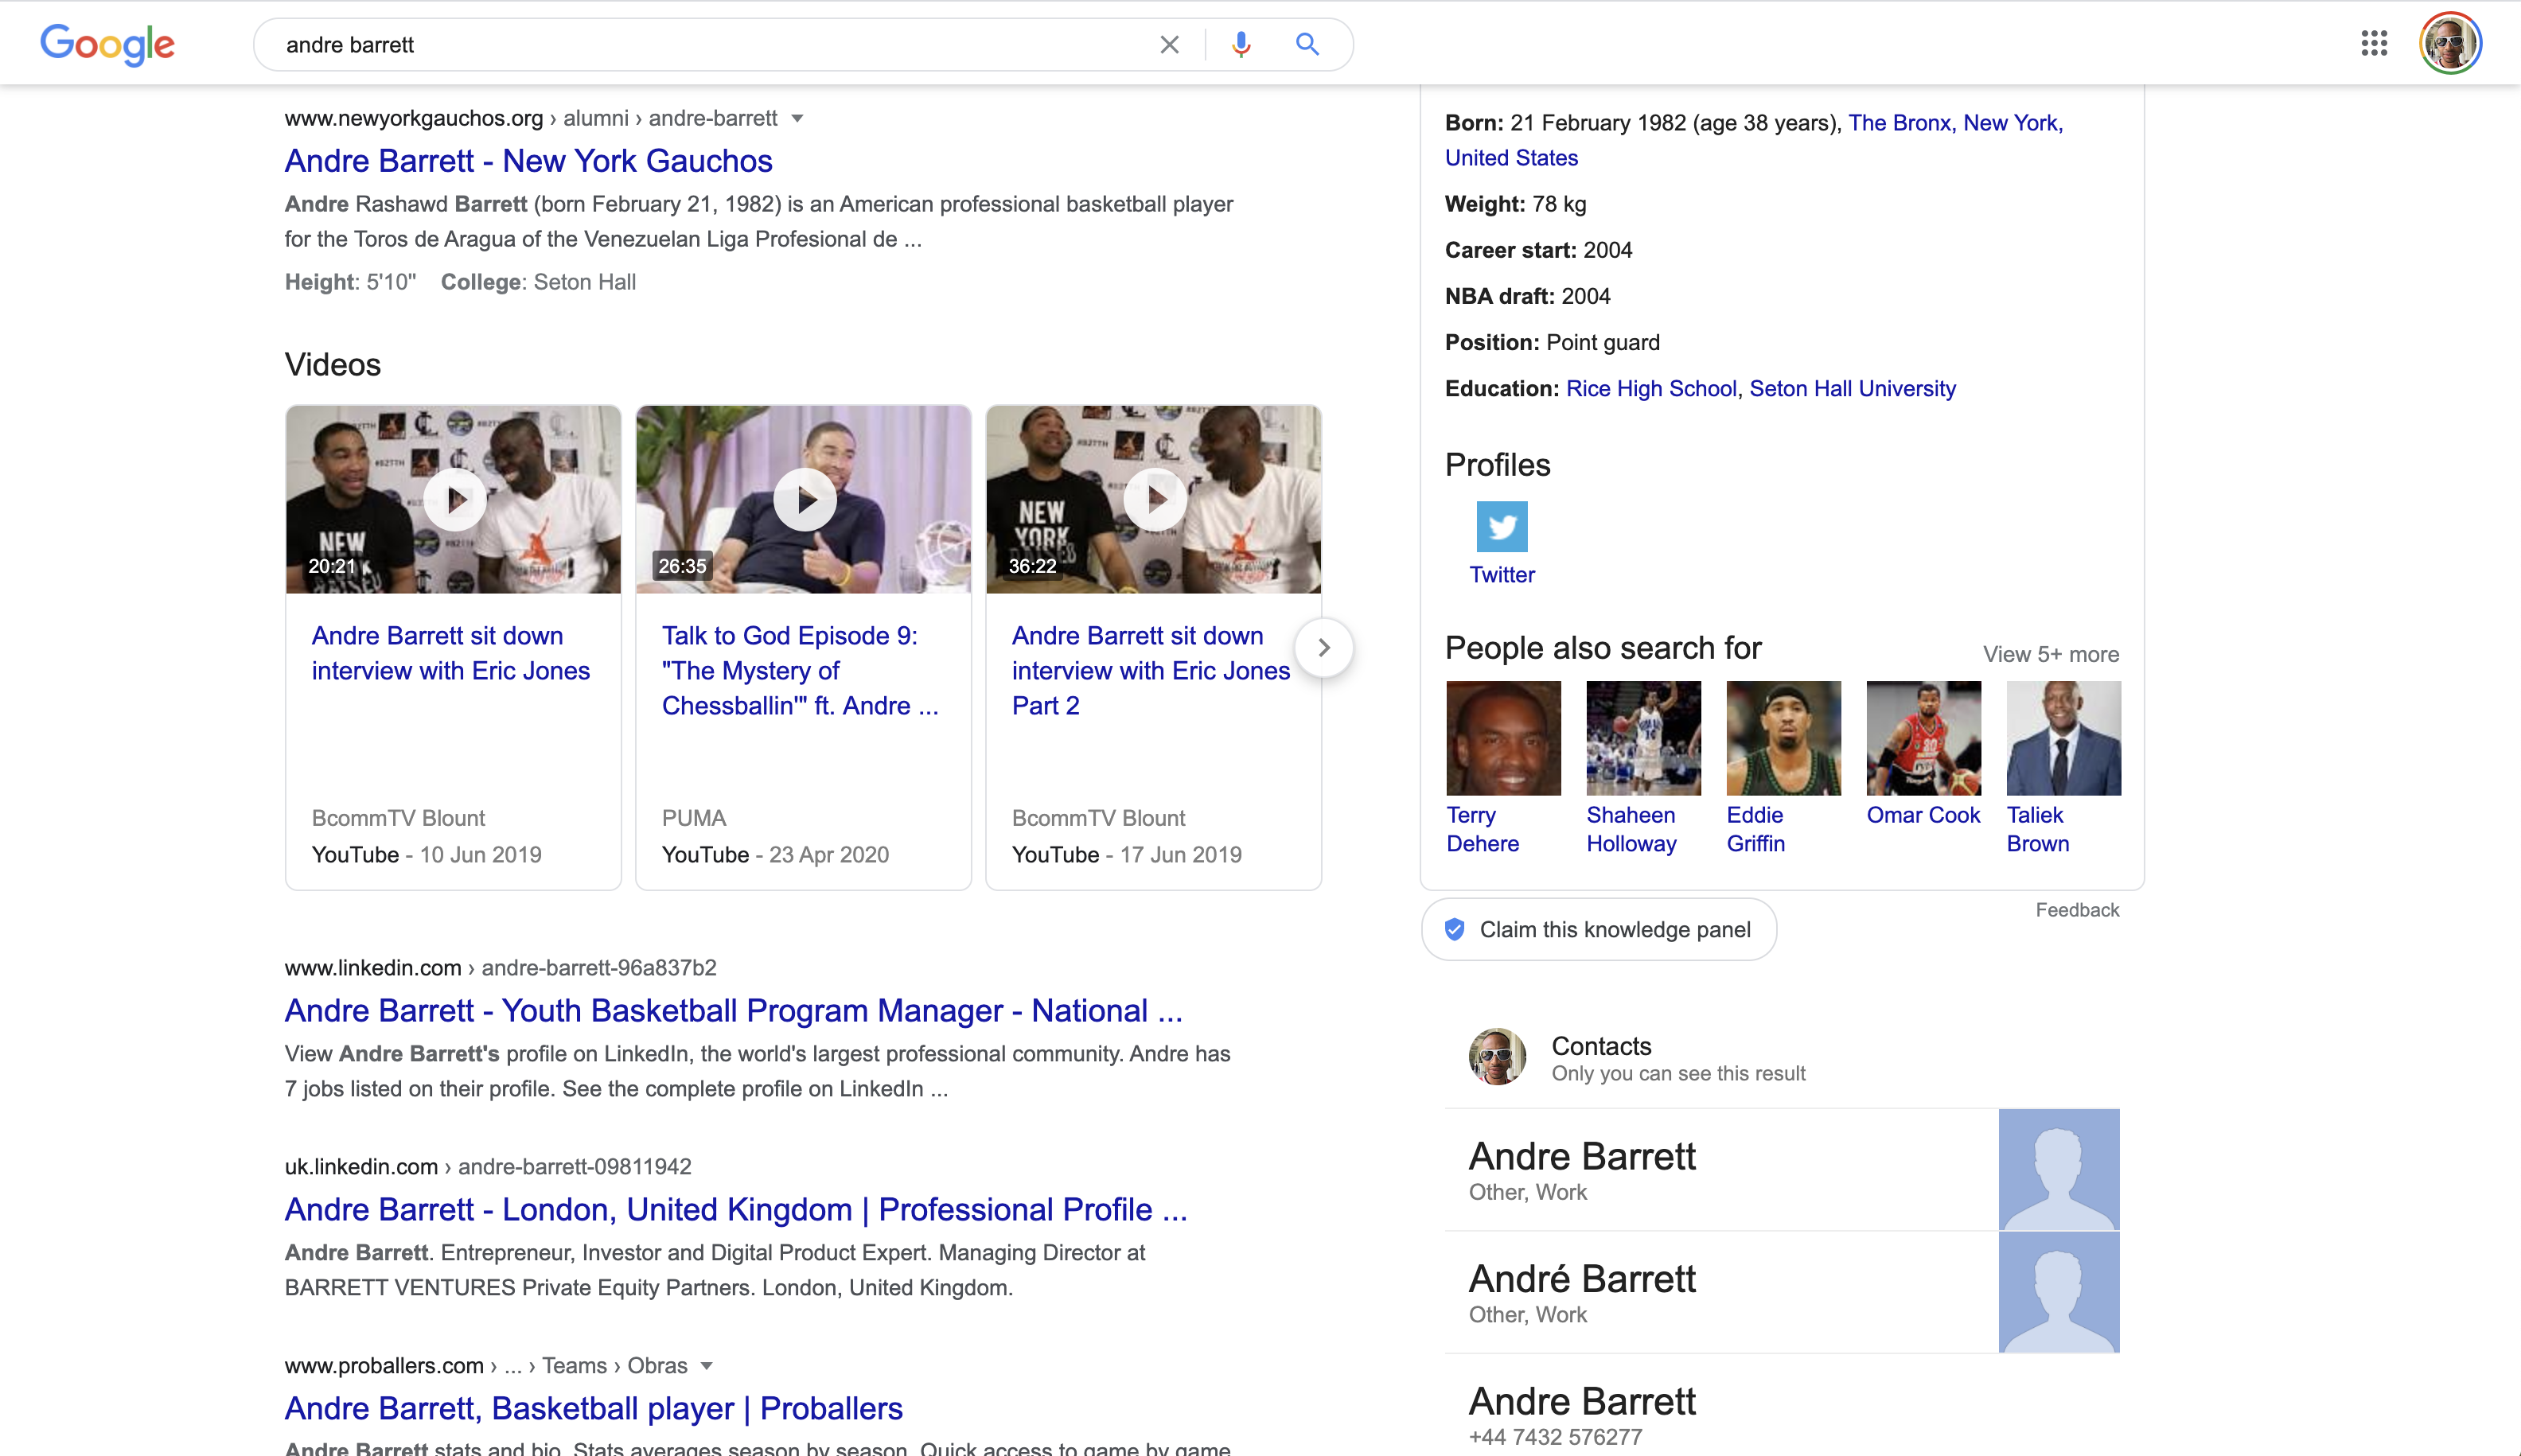 Google
andre barrett
www.newyorkgauchos.org › alumni › andre-barrett
Andre Barrett - New York Gauchos
Andre Rashawd Barrett (born February 21, 1982) is an American professional basketball player
for the Toros de Aragua of the Venezuelan Liga Profesional de ...
Height: 5'10" College: Seton Hall
Videos
NEW
20:21
26:35
NEW
YORK
36:22
Andre Barrett sit down
interview with Eric Jones
Talk to God Episode 9:
"The Mystery of
Chessballin'" ft. Andre ...
Andre Barrett sit down
interview with Eric Jones
Part 2
BcommTV Blount
YouTube - 10 Jun 2019
PUMA
YouTube - 23 Apr 2020
BcommTV Blount
YouTube - 17 Jun 2019
www.linkedin.com › andre-barrett-96a837b2
Andre Barrett - Youth Basketball Program Manager - National ...
View Andre Barrett's profile on LinkedIn, the world's largest professional community. Andre has
7 jobs listed on their profile. See the complete profile on LinkedIn ...
uk.linkedin.com › andre-barrett-09811942
Andre Barrett - London, United Kingdom | Professional Profile ...
Andre Barrett. Entrepreneur, Investor and Digital Product Expert. Managing Director at
BARRETT VENTURES Private Equity Partners. London, United Kingdom.
www.proballers.com › ... › Teams › Obras
Andre Barrett, Basketball player | Proballers
Andre Barrett stats and bio. Stats averages season by season. Quick access to game by game
Born: 21 February 1982 (age 38 years), The Bronx, New York,
United States
Weight: 78 kg
Career start: 2004
NBA draft: 2004
Position: Point guard
Education: Rice High School, Seton Hall University
Profiles
Twitter
People also search for
View 5+ more
Terry
Dehere
Shaheen
Holloway
Eddie
Griffin
Omar Cook
Taliek
Brown
Feedback
Claim this knowledge panel
Contacts
Only you can see this result
Andre Barrett
Other, Work
André Barrett
Other, Work
Andre Barrett
+44 7432 576277